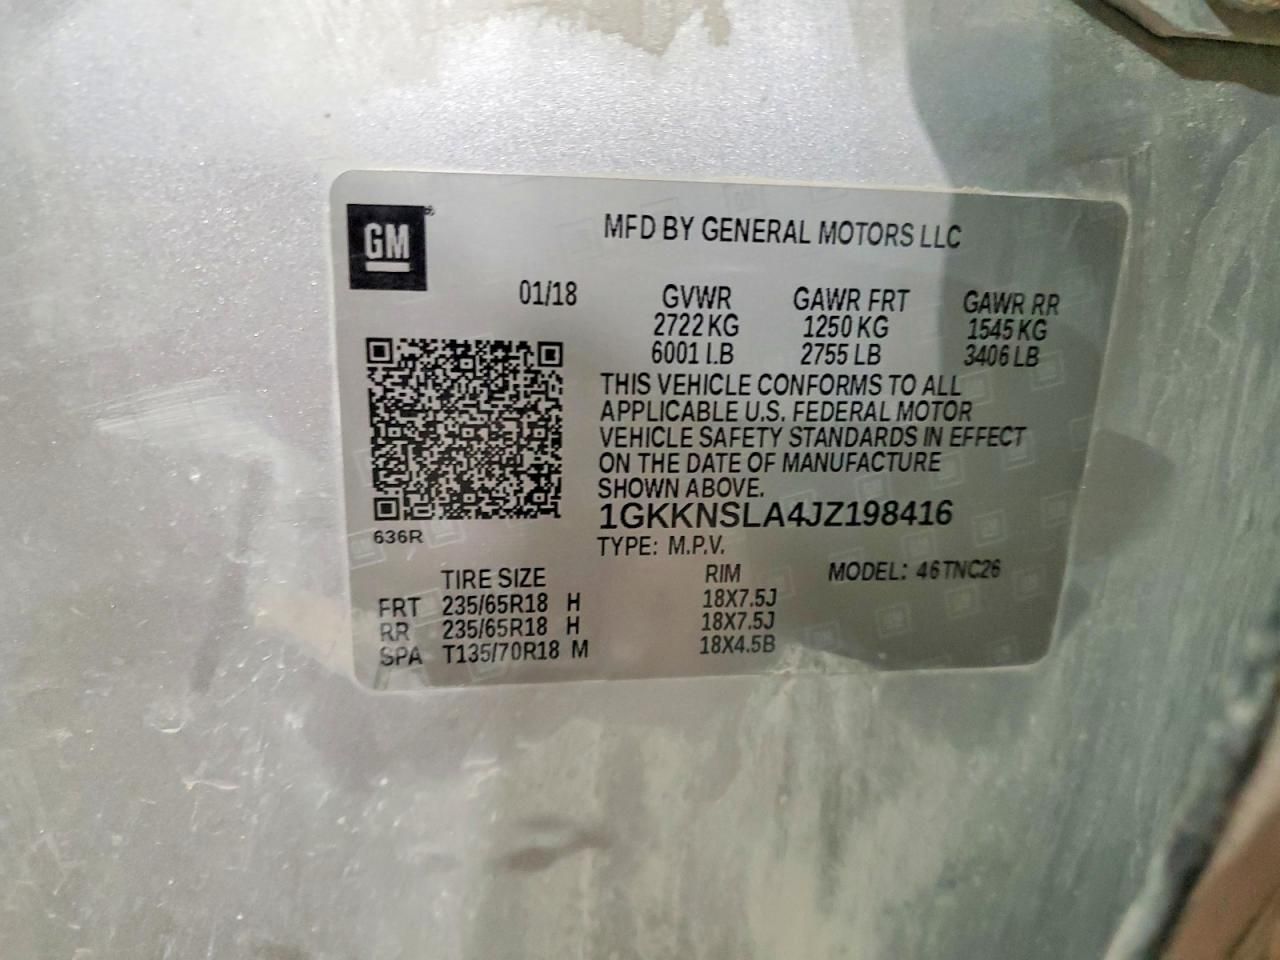 GM®
MFD BY GENERAL MOTORS LLC
01/18 GVWR GAWR FRT GAWR RR
2722 KG 1250 KG 1545 KG
6001 LB 2755 LB 3406 LB
THIS VEHICLE CONFORMS TO ALL
APPLICABLE U.S. FEDERAL MOTOR
VEHICLE SAFETY STANDARDS IN EFFECT
ON THE DATE OF MANUFACTURE
SHOWN ABOVE.
1GKKNSLA4JZ198416
636R
TYPE: M.P.V.
TIRE SIZE RIM MODEL: 46TNC26
FRT 235/65R18 H 18X7.5J
RR 235/65R18 H 18X7.5J
SPA T135/70R18 M 18X4.5B